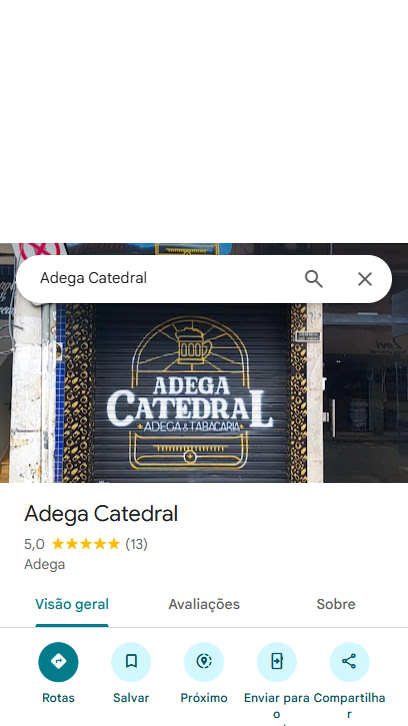 Adega Catedral
ADEGA
CATEDRAL
ADEGA & TABACARIA
Adega Catedral
5,0 ★★★★★ (13)
Adega
Visão geral Avaliações Sobre
Rotas Salvar Próximo Enviar para o Compartilhar